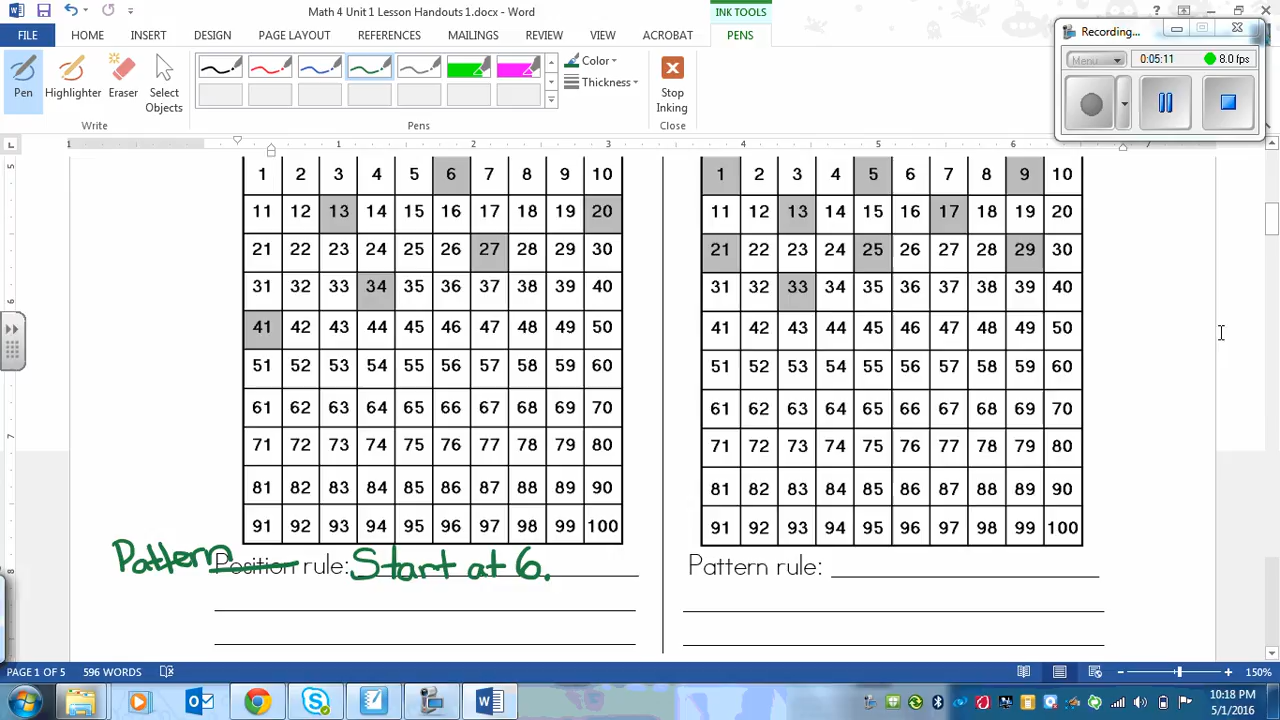 Math 4 Unit 1 Lesson Handouts 1.docx - Word
INK TOOLS
FILE HOME INSERT DESIGN PAGE LAYOUT REFERENCES MAILINGS REVIEW VIEW ACROBAT PENS
Recording...
Menu 0:05:11 8.0 fps
Pen Highlighter Eraser Select Objects
Color
Thickness
Stop Inking
Write Pens Close
1 1 2 3 4 5 6 7
1 2 3 4 5 6 7 8 9 10
11 12 13 14 15 16 17 18 19 20
21 22 23 24 25 26 27 28 29 30
31 32 33 34 35 36 37 38 39 40
41 42 43 44 45 46 47 48 49 50
51 52 53 54 55 56 57 58 59 60
61 62 63 64 65 66 67 68 69 70
71 72 73 74 75 76 77 78 79 80
81 82 83 84 85 86 87 88 89 90
91 92 93 94 95 96 97 98 99 100
Pattern Position rule: Start at 6.
1 2 3 4 5 6 7 8 9 10
11 12 13 14 15 16 17 18 19 20
21 22 23 24 25 26 27 28 29 30
31 32 33 34 35 36 37 38 39 40
41 42 43 44 45 46 47 48 49 50
51 52 53 54 55 56 57 58 59 60
61 62 63 64 65 66 67 68 69 70
71 72 73 74 75 76 77 78 79 80
81 82 83 84 85 86 87 88 89 90
91 92 93 94 95 96 97 98 99 100
Pattern rule:
5
6
7
8
PAGE 1 OF 5 596 WORDS 150%
10:18 PM
5/1/2016